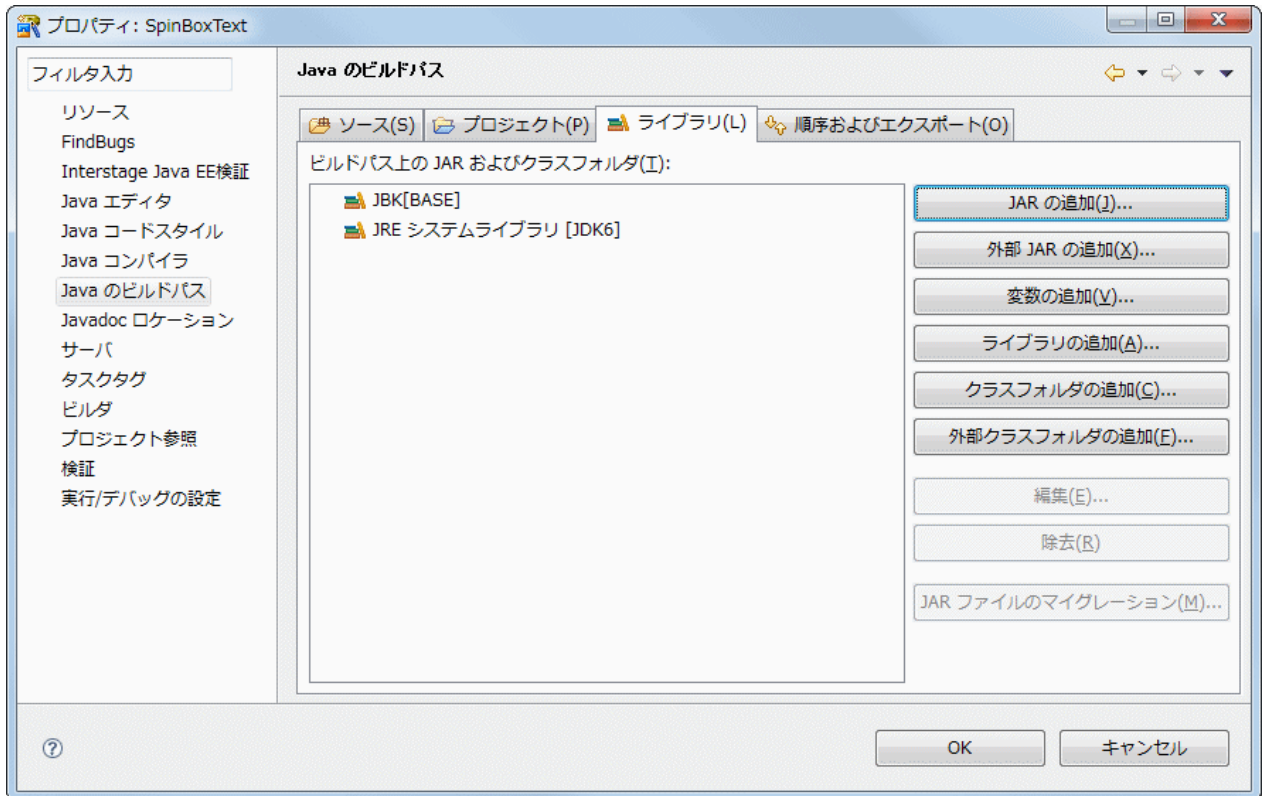 プロパティ: SpinBoxText
フィルタ入力
リソース
FindBugs
Interstage Java EE検証
Java エディタ
Java コードスタイル
Java コンパイラ
Java のビルドパス
Javadoc ロケーション
サーバ
タスクタグ
ビルダ
プロジェクト参照
検証
実行/デバッグの設定
Java のビルドパス
ソース(S) プロジェクト(P) ライブラリ(L) 順序およびエクスポート(O)
ビルドパス上の JAR およびクラスフォルダ(T):
JBK[BASE]
JRE システムライブラリ [JDK6]
JAR の追加(J)...
外部 JAR の追加(X)...
変数の追加(V)...
ライブラリの追加(A)...
クラスフォルダの追加(C)...
外部クラスフォルダの追加(F)...
編集(E)...
除去(R)
JAR ファイルのマイグレーション(M)...
OK キャンセル